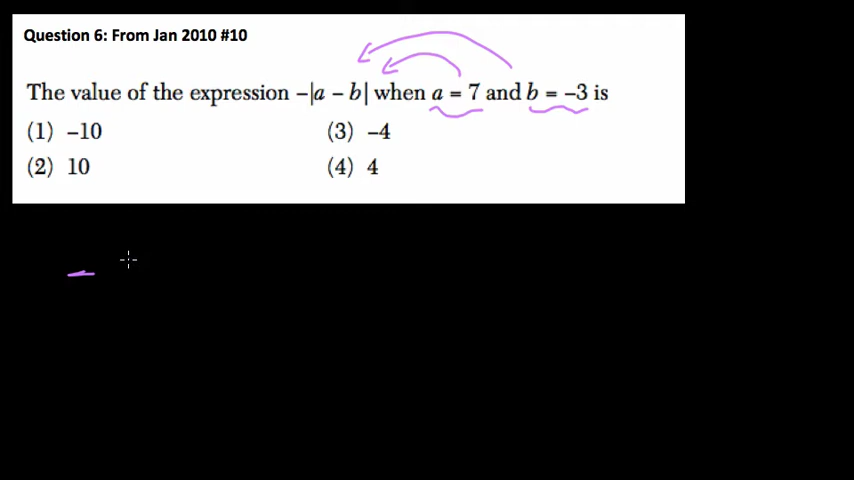 Question 6: From Jan 2010 #10
The value of the expression −|a − b| when a = 7 and b = −3 is
(1) −10 (3) −4
(2) 10 (4) 4
−